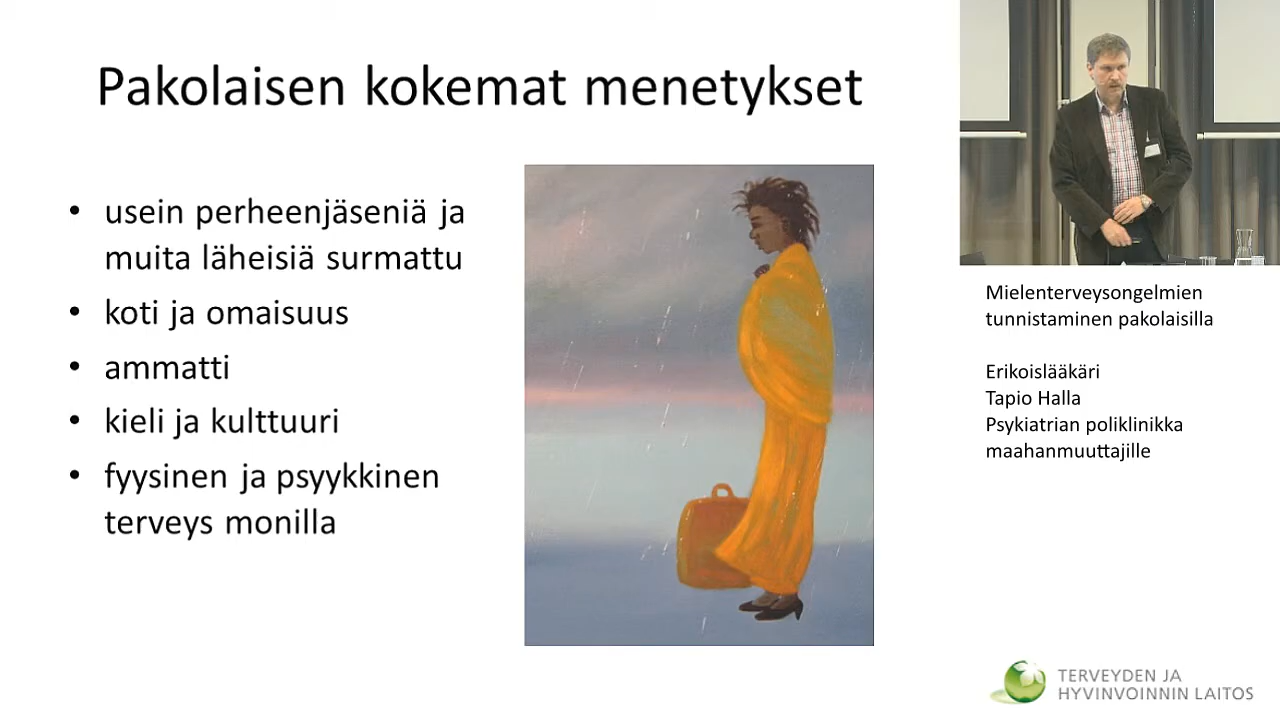 Pakolaisen kokemat menetykset
• usein perheenjäseniä ja
muita läheisiä surmattu
• koti ja omaisuus
• ammatti
• kieli ja kulttuuri
• fyysinen ja psyykkinen
terveys monilla
Mielenterveysongelmien
tunnistaminen pakolaisilla
Erikoislääkäri
Tapio Halla
Psykiatrian poliklinikka
maahanmuuttajille
TERVEYDEN JA
HYVINVOINNIN LAITOS